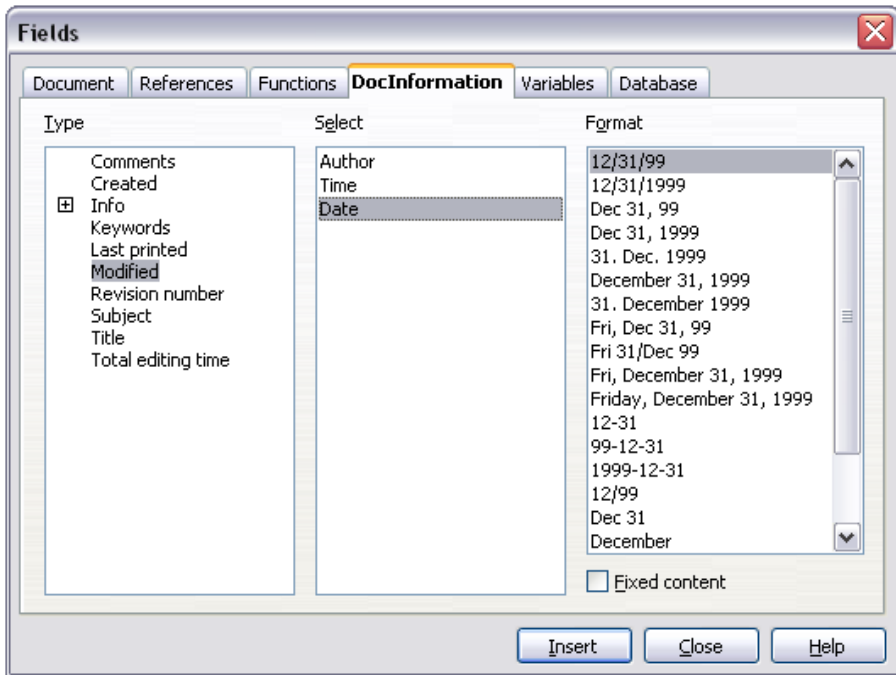 Fields
Document References Functions DocInformation Variables Database
Type
Comments
Created
Info
Keywords
Last printed
Modified
Revision number
Subject
Title
Total editing time
Select
Author
Time
Date
Format
12/31/99
12/31/1999
Dec 31, 99
Dec 31, 1999
31. Dec. 1999
December 31, 1999
31. December 1999
Fri, Dec 31, 99
Fri 31/Dec 99
Fri, December 31, 1999
Friday, December 31, 1999
12-31
99-12-31
1999-12-31
12/99
Dec 31
December
Fixed content
Insert Close Help